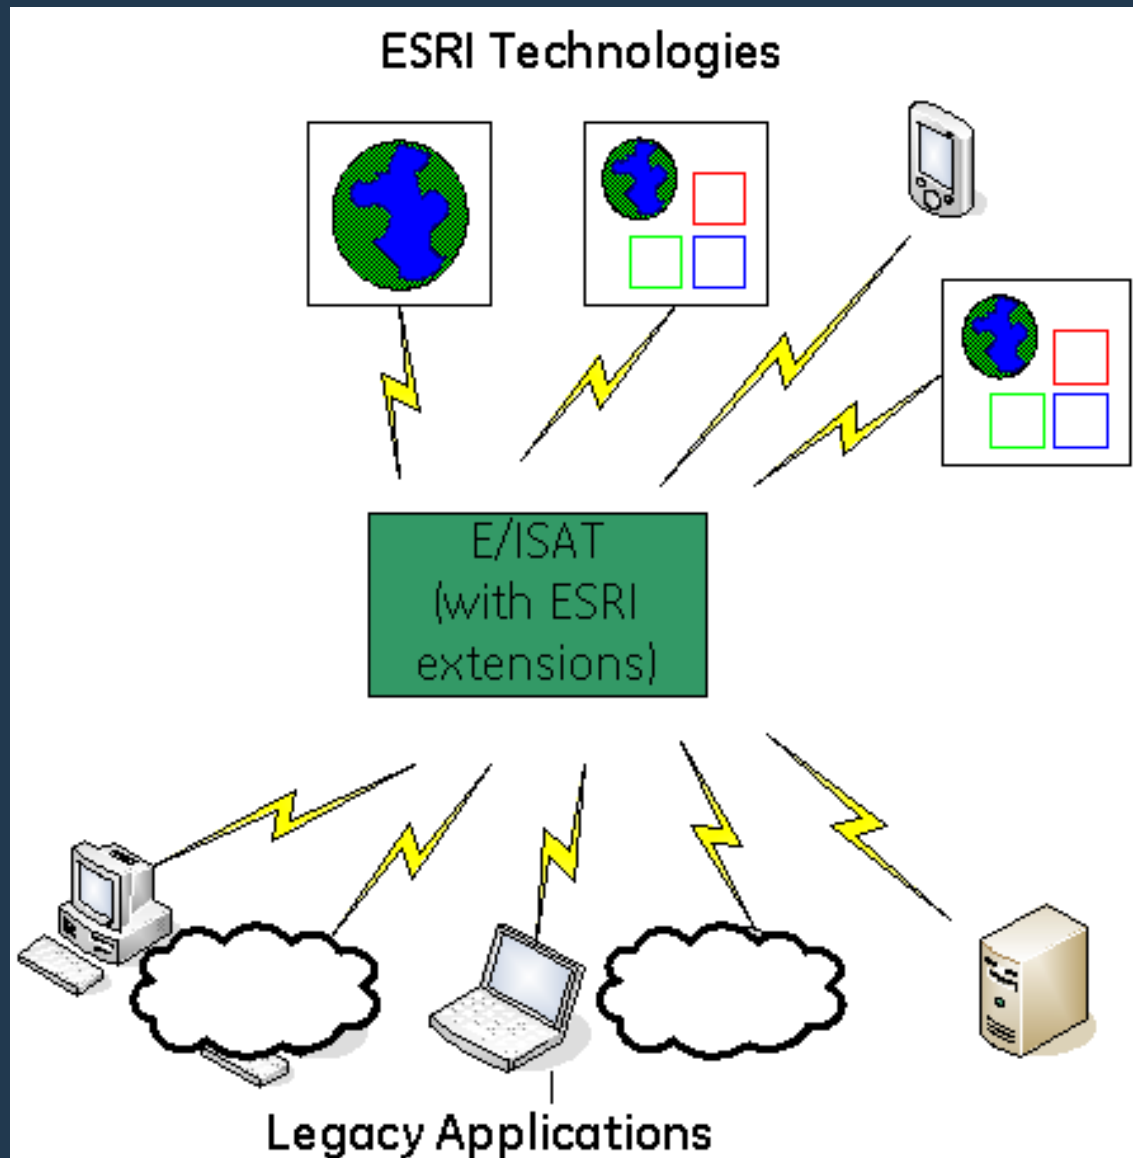 ESRI Technologies
E/ISAT
(with ESRI
extensions)
Legacy Applications